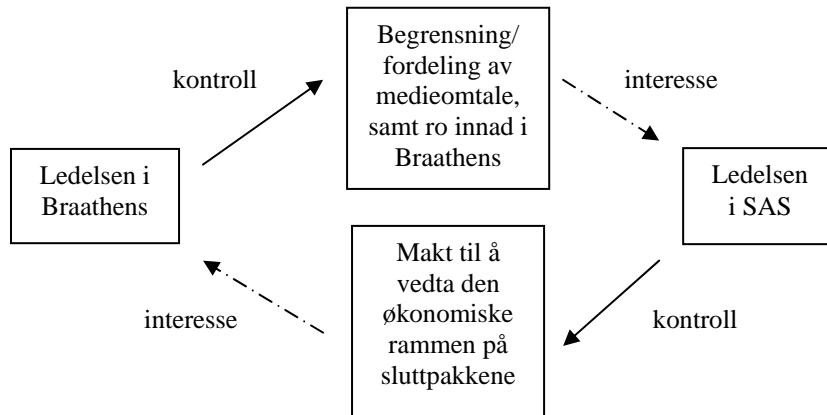 Begrensning/
fordeling av
medieomtale,
samt ro innad i
Braathens
kontroll
interesse
Ledelsen i
Braathens
Ledelsen
i SAS
Makt til å
vedta den
økonomiske
rammen på
sluttpakkene
interesse
kontroll